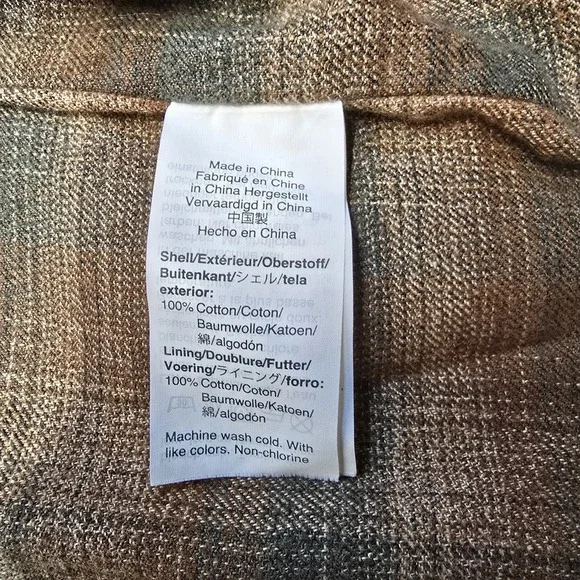 Made in China
Fabriqué en Chine
in China Hergestellt
Vervaardigd in China
中国製
Hecho en China
Shell/Extérieur/Oberstoff/
Buitenkant/シェル/tela
exterior:
100% Cotton/Coton/
Baumwolle/Katoen/
綿/algodón
Lining/Doublure/Futter/
Voering/ライニング/forro:
100% Cotton/Coton/
Baumwolle/Katoen/
綿/algodón
Machine wash cold. With
like colors. Non-chlorine